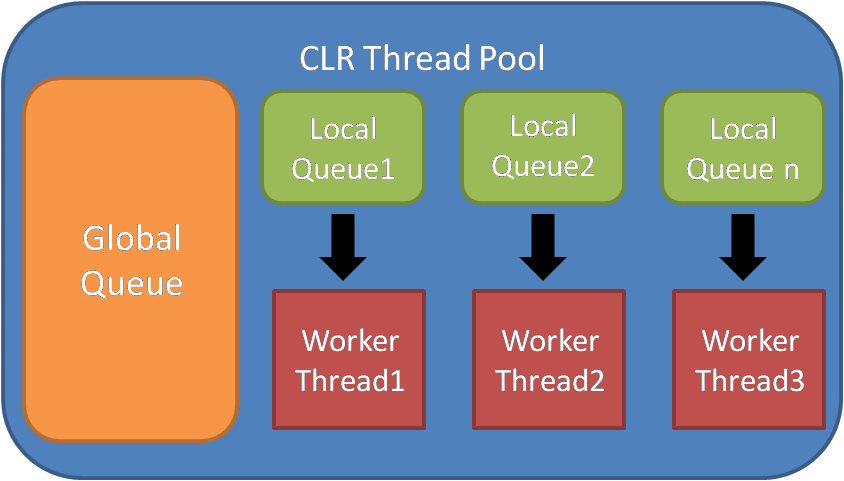 CLR Thread Pool
Global
Queue
Local
Queue1
Local
Queue2
Local
Queue n
Worker
Thread1
Worker
Thread2
Worker
Thread3